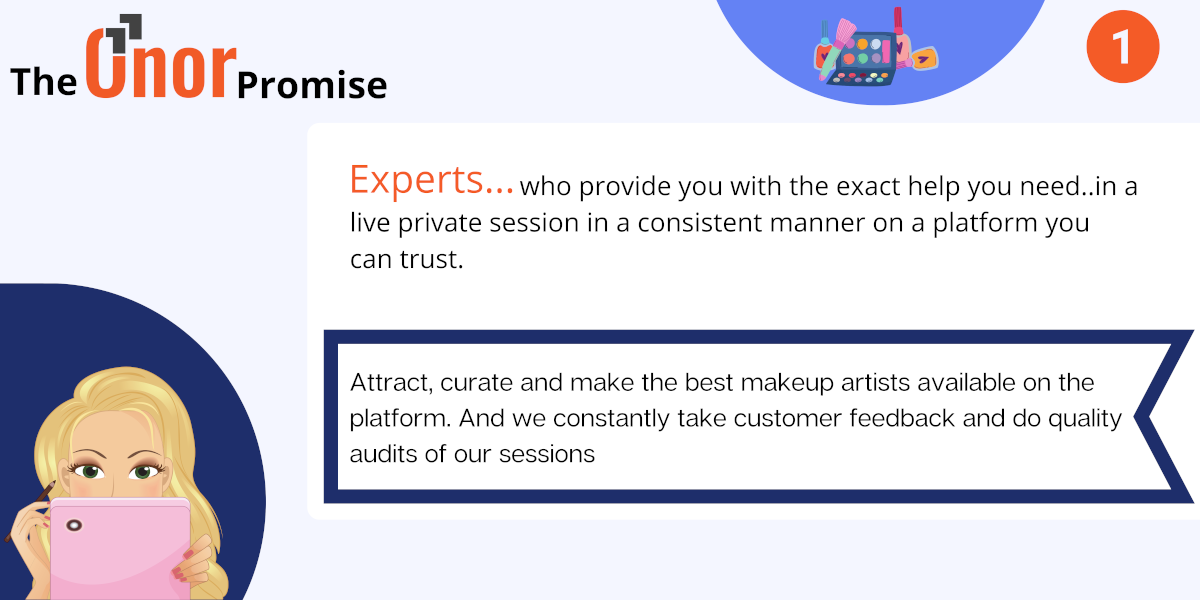 The Onor Promise
1
Experts... who provide you with the exact help you need..in a
live private session in a consistent manner on a platform you
can trust.
Attract, curate and make the best makeup artists available on the
platform. And we constantly take customer feedback and do quality
audits of our sessions